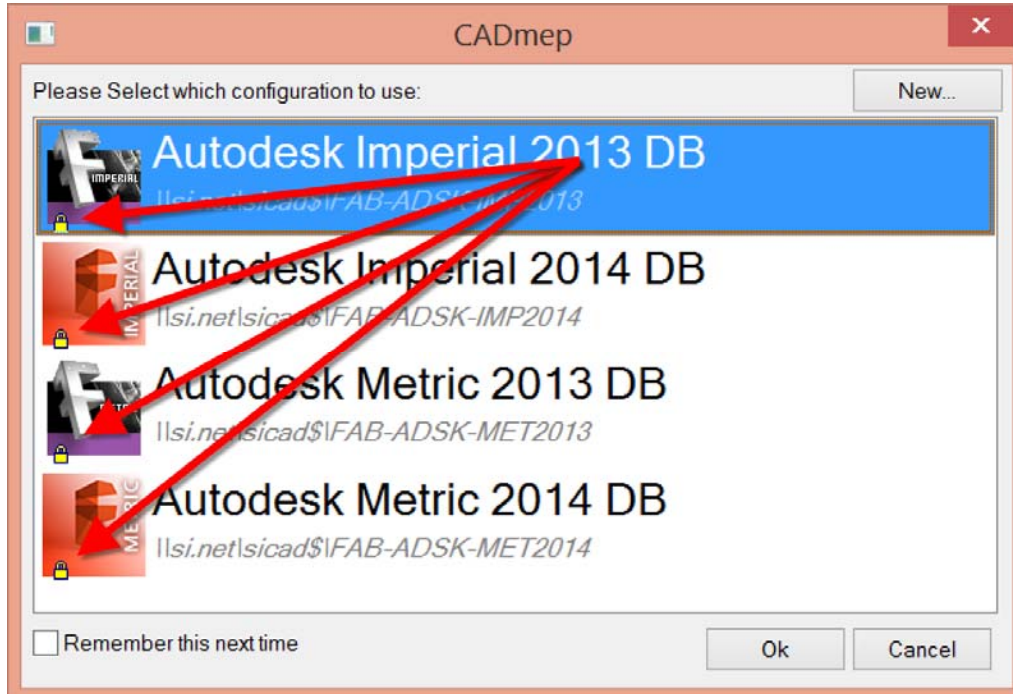 CADmep
Please Select which configuration to use:
New...
IMPERIAL
Autodesk Imperial 2013 DB
\\si.net\sicad$\FAB-ADSK-IMP2013
IMPERIAL
Autodesk Imperial 2014 DB
\\si.net\sicad$\FAB-ADSK-IMP2014
Autodesk Metric 2013 DB
\\si.net\sicad$\FAB-ADSK-MET2013
METRIC
Autodesk Metric 2014 DB
\\si.net\sicad$\FAB-ADSK-MET2014
Remember this next time
Ok
Cancel